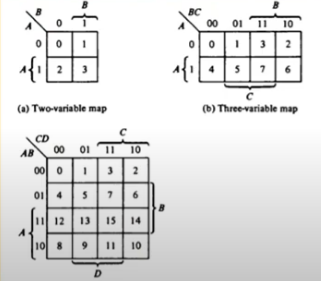 B B
A 0 1
0 0 1
A 1 2 3
(a) Two-variable map
BC B
A 00 01 11 10
0 0 1 3 2
A 1 4 5 7 6
C
(b) Three-variable map
CD C
AB 00 01 11 10
00 0 1 3 2
01 4 5 7 6
B
A 11 12 13 15 14
10 8 9 11 10
D